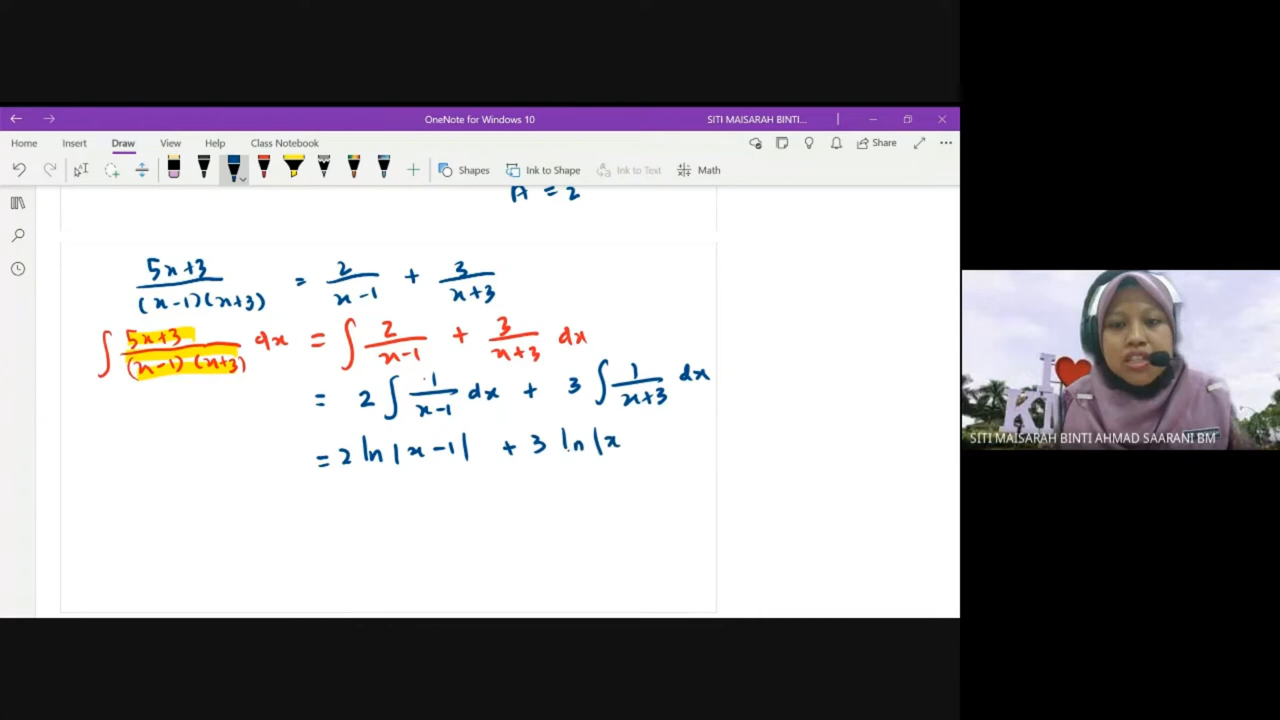 OneNote for Windows 10
SITI MAISARAH BINTI...
Home Insert Draw View Help Class Notebook Share
Shapes Ink to Shape Ink to Text Math
A = 2
5x+3 / (x-1)(x+3) = 2 / x-1 + 3 / x+3
∫ 5x+3 / (x-1)(x+3) dx = ∫ 2 / x-1 + 3 / x+3 dx
= 2 ∫ 1 / x-1 dx + 3 ∫ 1 / x+3 dx
= 2 ln |x-1| + 3 ln |x
SITI MAISARAH BINTI AHMAD SAARANI BM